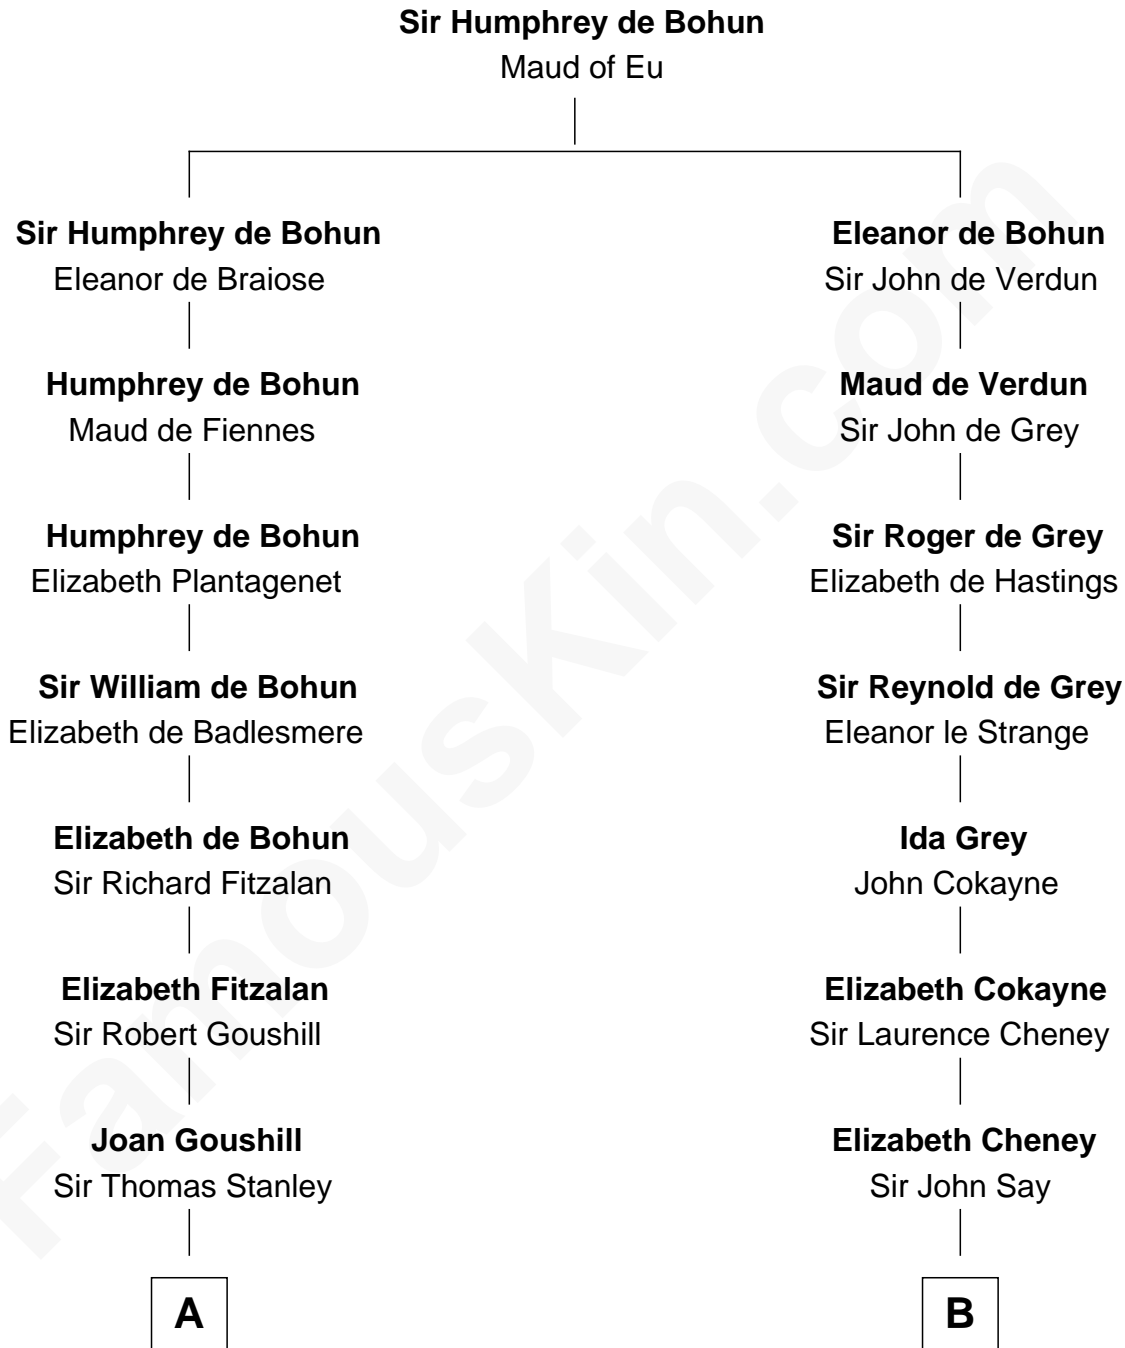 Sir Humphrey de Bohun
Maud of Eu
Sir Humphrey de Bohun
Eleanor de Braiose
Humphrey de Bohun
Maud de Fiennes
Humphrey de Bohun
Elizabeth Plantagenet
Sir William de Bohun
Elizabeth de Badlesmere
Elizabeth de Bohun
Sir Richard Fitzalan
Elizabeth Fitzalan
Sir Robert Goushill
Joan Goushill
Sir Thomas Stanley
A
Eleanor de Bohun
Sir John de Verdun
Maud de Verdun
Sir John de Grey
Sir Roger de Grey
Elizabeth de Hastings
Sir Reynold de Grey
Eleanor le Strange
Ida Grey
John Cokayne
Elizabeth Cokayne
Sir Laurence Cheney
Elizabeth Cheney
Sir John Say
B
FamousKin.com